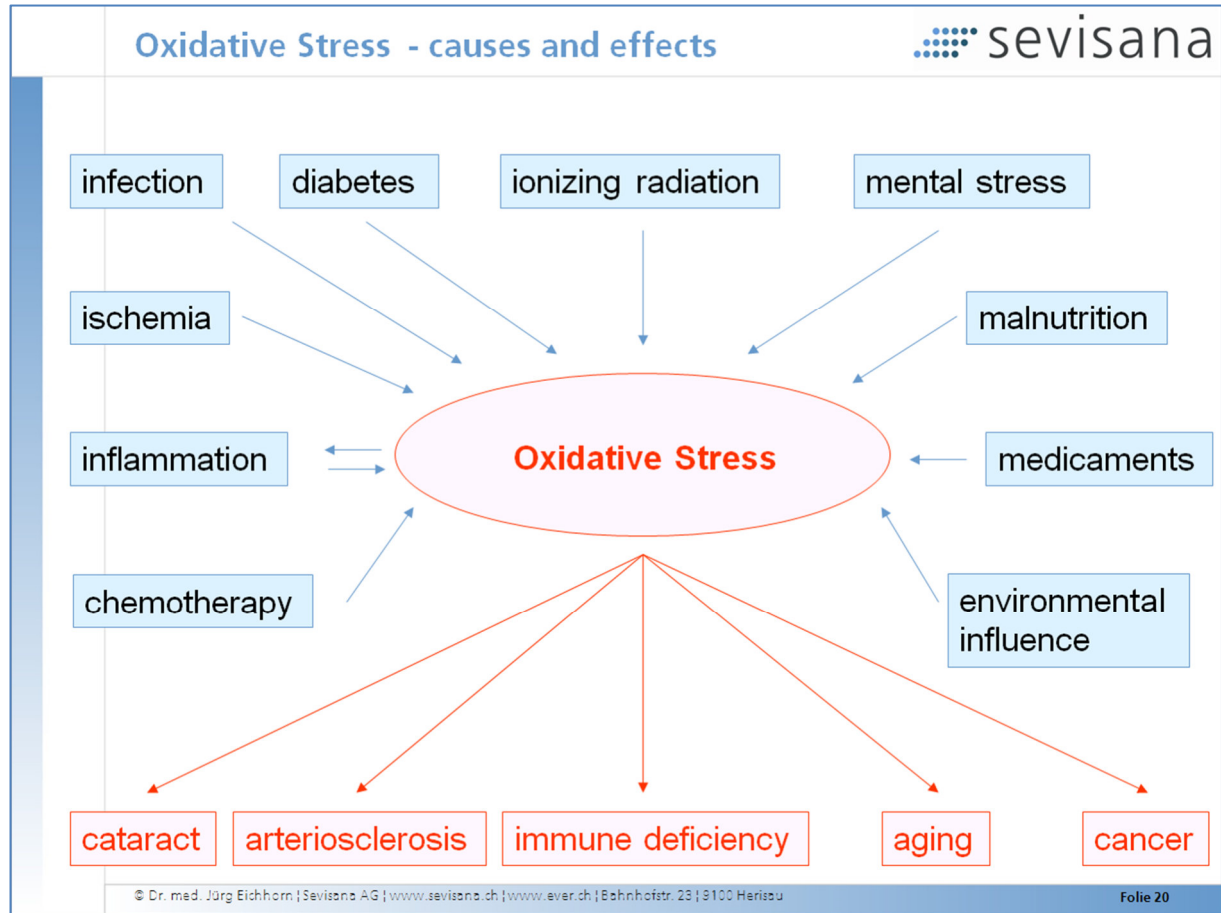 Oxidative Stress - causes and effects
sevisana
infection
diabetes
ionizing radiation
mental stress
ischemia
malnutrition
inflammation
Oxidative Stress
medicaments
chemotherapy
environmental
influence
cataract
arteriosclerosis
immune deficiency
aging
cancer
© Dr. med. Jürg Eichhorn ¦ Sevisana AG ¦ www.sevisana.ch ¦ www.ever.ch ¦ Bahnhofstr. 23 ¦ 9100 Herisau
Folie 20